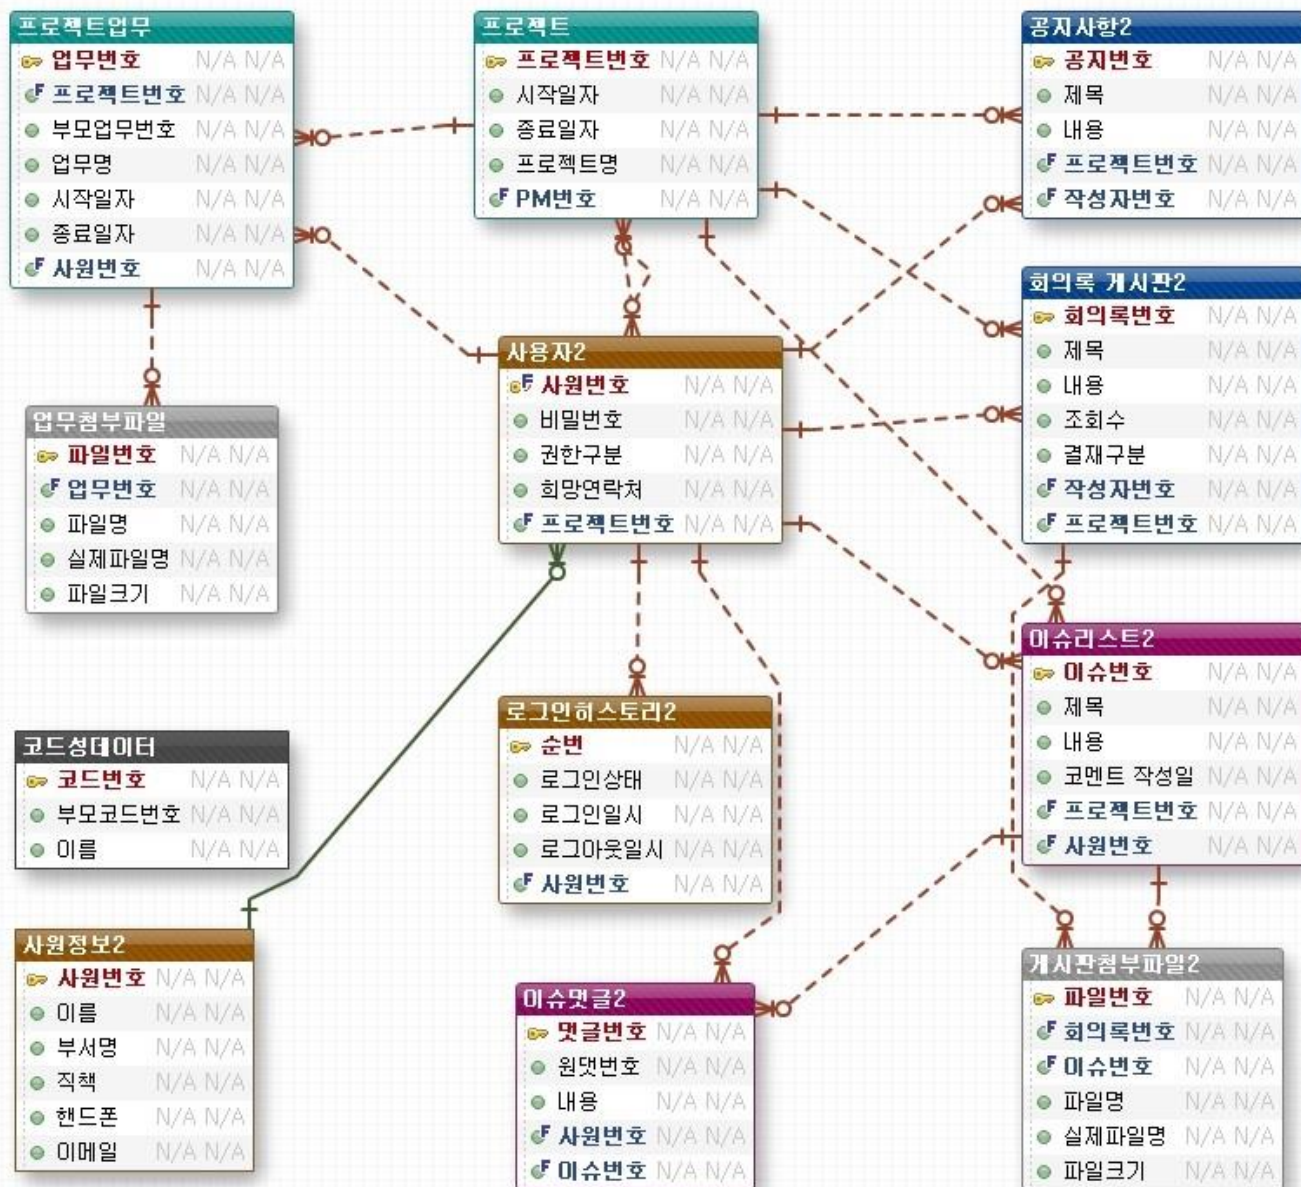 프로젝트업무
업무번호 N/A N/A
프로젝트번호 N/A N/A
부모업무번호 N/A N/A
업무명 N/A N/A
시작일자 N/A N/A
종료일자 N/A N/A
사원번호 N/A N/A
프로젝트
프로젝트번호 N/A N/A
시작일자 N/A N/A
종료일자 N/A N/A
프로젝트명 N/A N/A
PM번호 N/A N/A
공지사항2
공지번호 N/A N/A
제목 N/A N/A
내용 N/A N/A
프로젝트번호 N/A N/A
작성자번호 N/A N/A
회의록 게시판2
회의록번호 N/A N/A
제목 N/A N/A
내용 N/A N/A
조회수 N/A N/A
결재구분 N/A N/A
작성자번호 N/A N/A
프로젝트번호 N/A N/A
사용자2
사원번호 N/A N/A
비밀번호 N/A N/A
권한구분 N/A N/A
희망연락처 N/A N/A
프로젝트번호 N/A N/A
업무첨부파일
파일번호 N/A N/A
업무번호 N/A N/A
파일명 N/A N/A
실제파일명 N/A N/A
파일크기 N/A N/A
이슈리스트2
이슈번호 N/A N/A
제목 N/A N/A
내용 N/A N/A
코멘트 작성일 N/A N/A
프로젝트번호 N/A N/A
사원번호 N/A N/A
로그인히스토리2
순번 N/A N/A
로그인상태 N/A N/A
로그인일시 N/A N/A
로그아웃일시 N/A N/A
사원번호 N/A N/A
코드성데이터
코드번호 N/A N/A
부모코드번호 N/A N/A
이름 N/A N/A
사원정보2
사원번호 N/A N/A
이름 N/A N/A
부서명 N/A N/A
직책 N/A N/A
핸드폰 N/A N/A
이메일 N/A N/A
이슈댓글2
댓글번호 N/A N/A
원댓번호 N/A N/A
내용 N/A N/A
사원번호 N/A N/A
이슈번호 N/A N/A
게시판첨부파일2
파일번호 N/A N/A
회의록번호 N/A N/A
이슈번호 N/A N/A
파일명 N/A N/A
실제파일명 N/A N/A
파일크기 N/A N/A